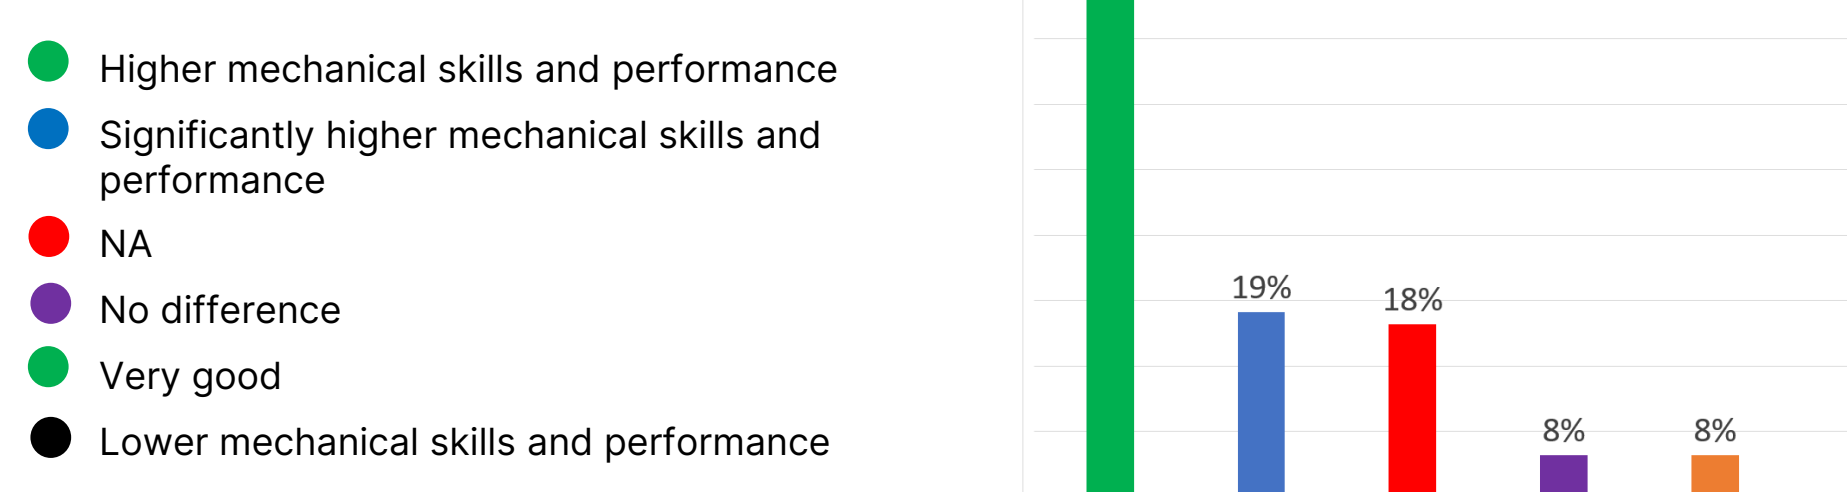 Higher mechanical skills and performance
Significantly higher mechanical skills and
performance
NA
No difference
Very good
Lower mechanical skills and performance
19%
18%
8%
8%